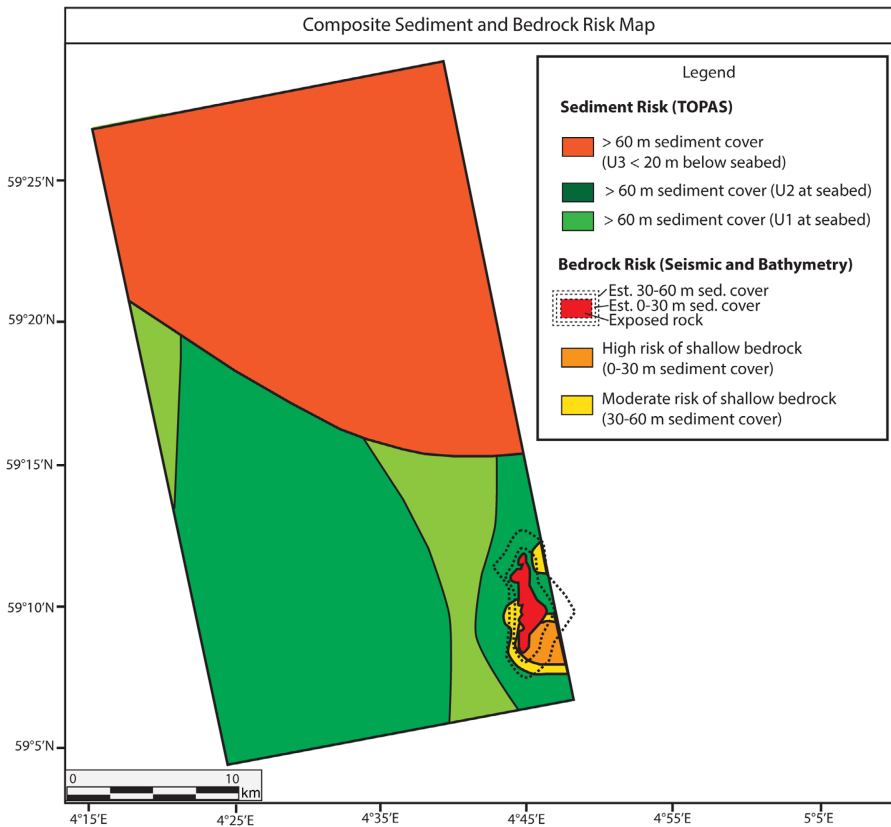 Composite Sediment and Bedrock Risk Map
Legend
Sediment Risk (TOPAS)
> 60 m sediment cover
(U3 < 20 m below seabed)
> 60 m sediment cover (U2 at seabed)
> 60 m sediment cover (U1 at seabed)
Bedrock Risk (Seismic and Bathymetry)
Est. 30-60 m sed. cover
Est. 0-30 m sed. cover
Exposed rock
High risk of shallow bedrock
(0-30 m sediment cover)
Moderate risk of shallow bedrock
(30-60 m sediment cover)
59°25'N
59°20'N
59°15'N
59°10'N
59°5'N
0 10
km
4°15'E 4°25'E 4°35'E 4°45'E 4°55'E 5°5'E